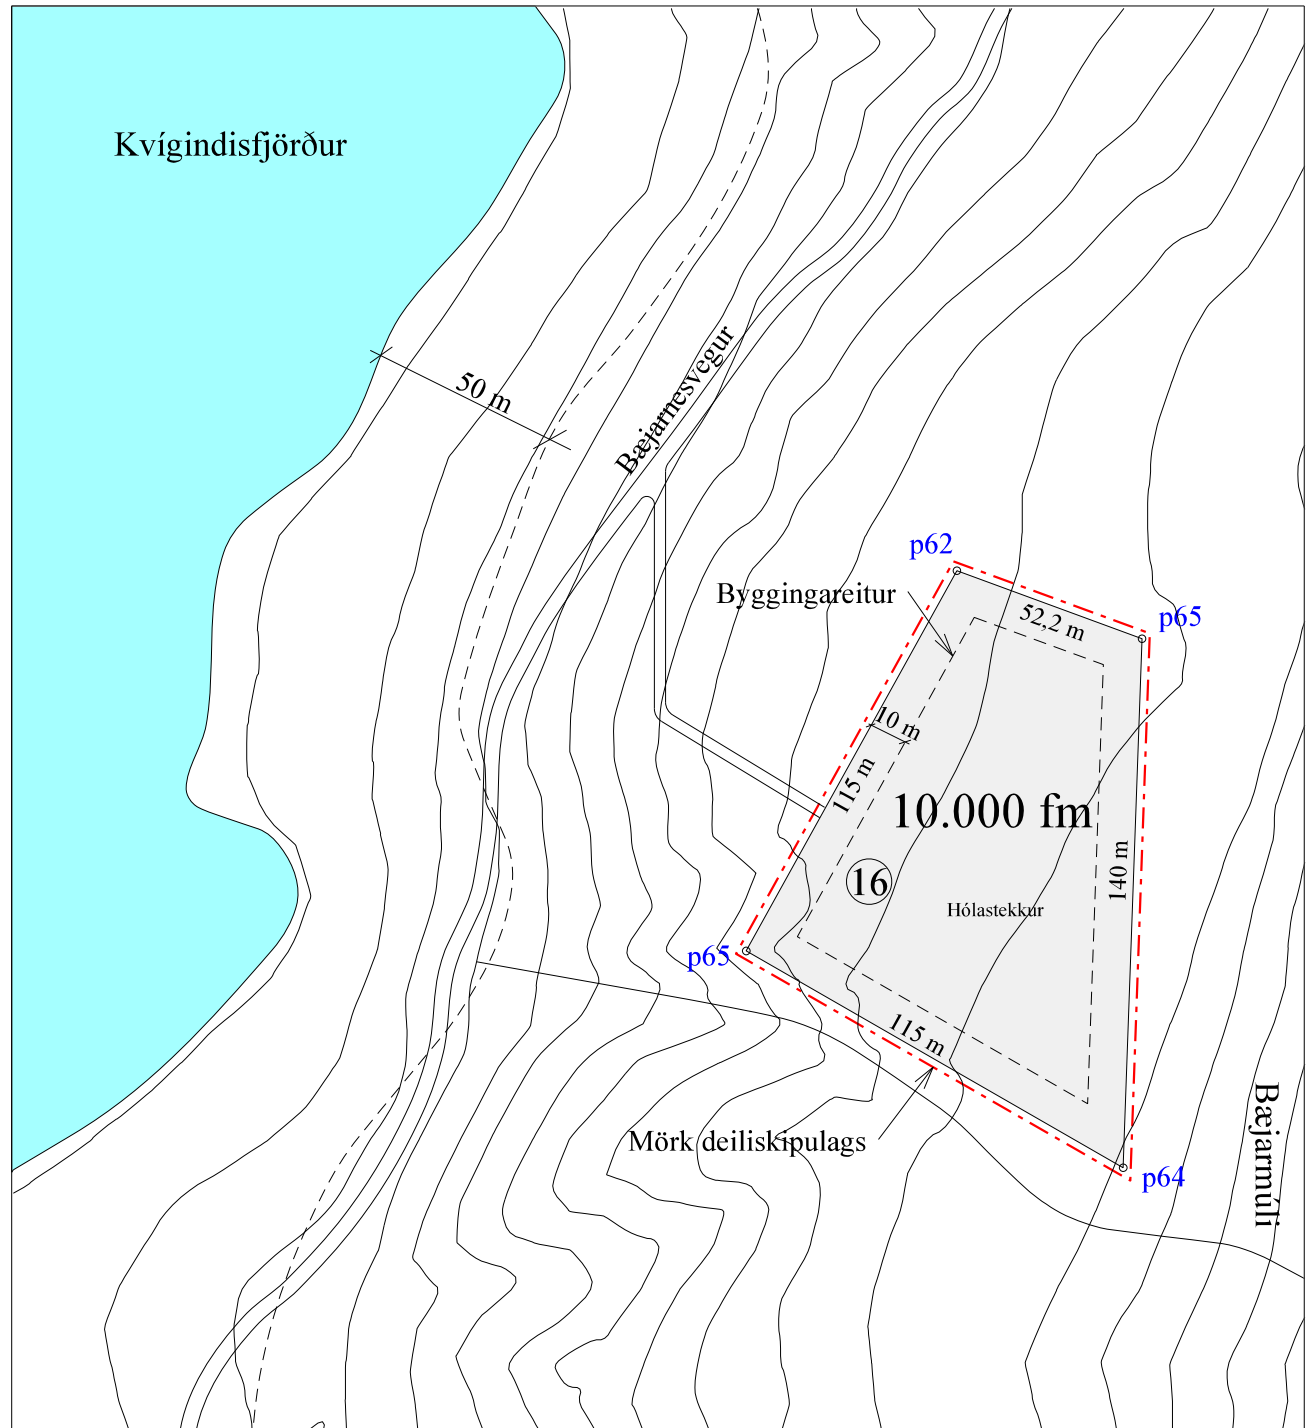 Kvígindisfjörður
50 m
Bæjarnesvegur
p62
Byggingareitur
52,2 m
p65
10 m
115 m
10.000 fm
140 m
16
Hólastekkur
p65
115 m
Mörk deiliskipulags
p64
Bæjarmúli